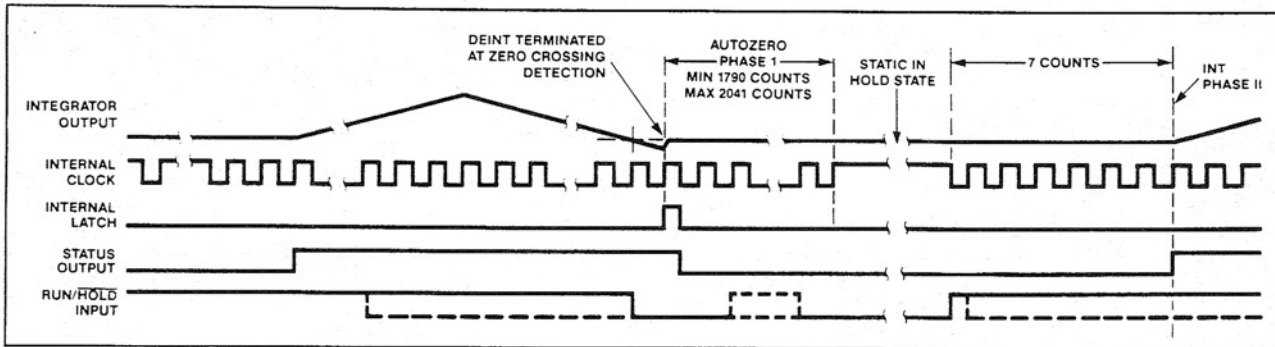 DEINT TERMINATED
AT ZERO CROSSING
DETECTION
AUTOZERO
PHASE 1
MIN 1790 COUNTS
MAX 2041 COUNTS
STATIC IN
HOLD STATE
7 COUNTS
INT
PHASE II
INTEGRATOR
OUTPUT
INTERNAL
CLOCK
INTERNAL
LATCH
STATUS
OUTPUT
RUN/HOLD
INPUT